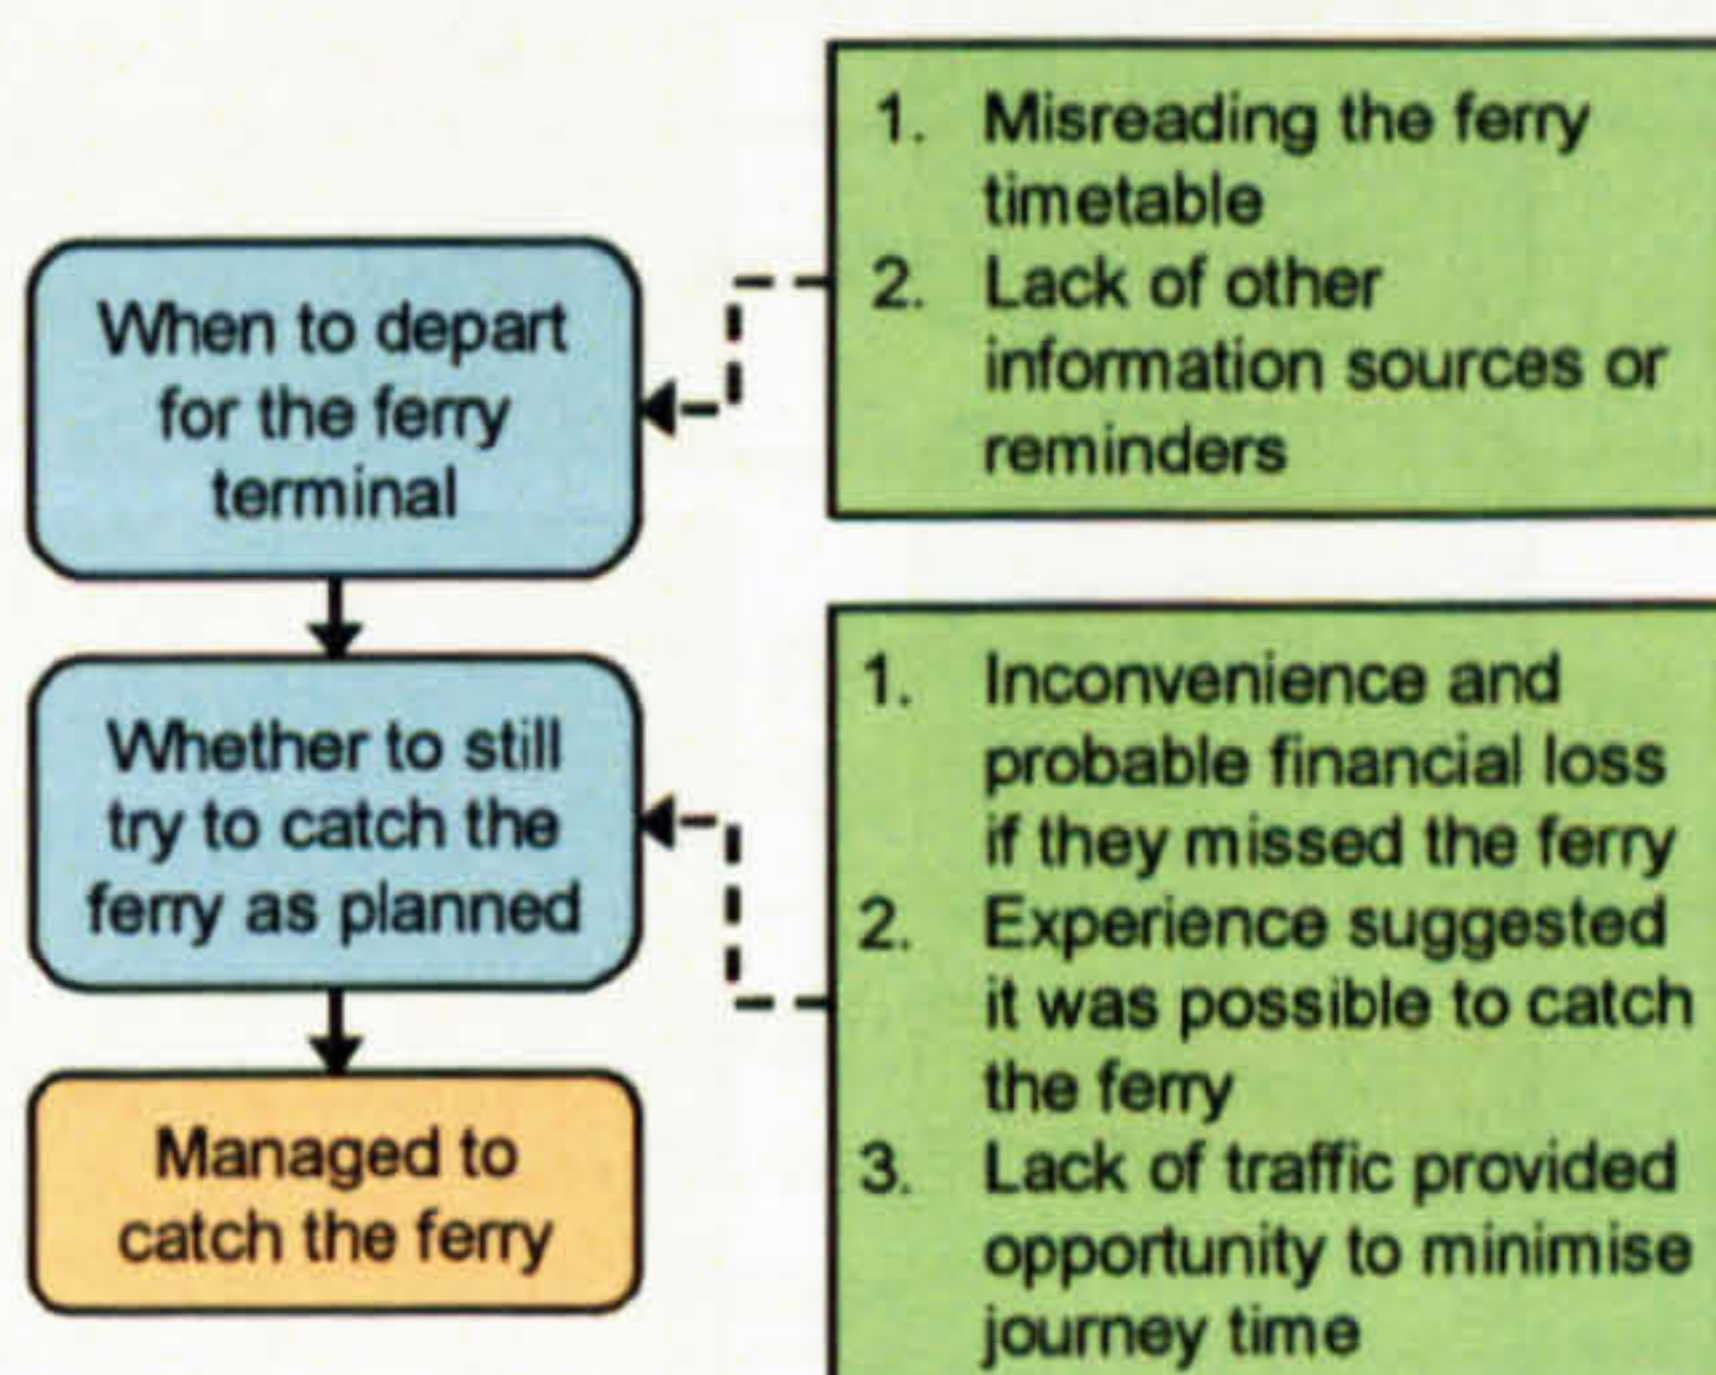 When to depart
for the ferry
terminal
1. Misreading the ferry
timetable
2. Lack of other
information sources or
reminders
Whether to still
try to catch the
ferry as planned
1. Inconvenience and
probable financial loss
if they missed the ferry
2. Experience suggested
it was possible to catch
the ferry
3. Lack of traffic provided
opportunity to minimise
journey time
Managed to
catch the ferry